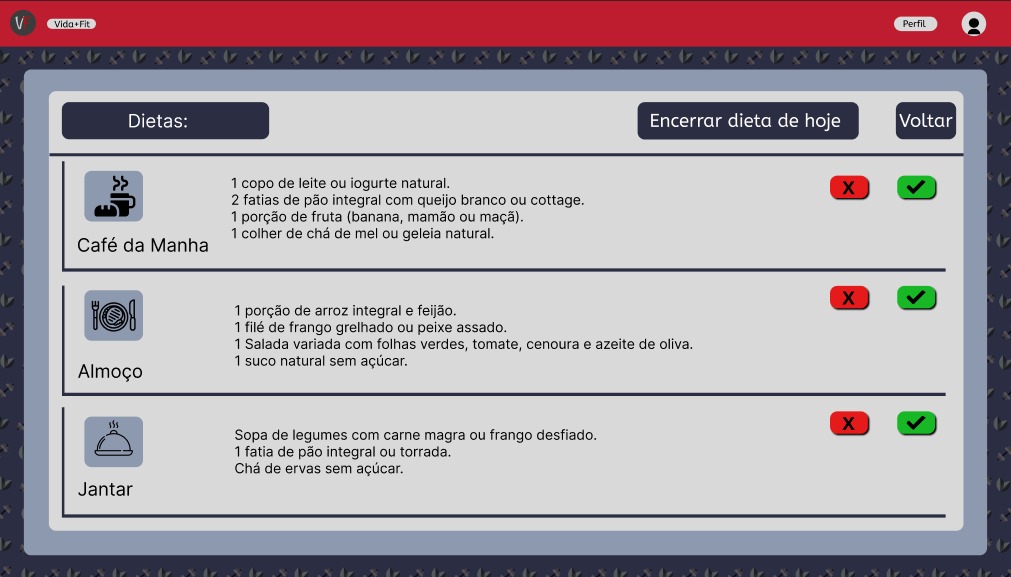 V
Vida+Fit
Perfil
Dietas:
Encerrar dieta de hoje
Voltar
1 copo de leite ou iogurte natural.
2 fatias de pão integral com queijo branco ou cottage.
1 porção de fruta (banana, mamão ou maçã).
1 colher de chá de mel ou geleia natural.
X
Café da Manha
1 porção de arroz integral e feijão.
1 filé de frango grelhado ou peixe assado.
1 Salada variada com folhas verdes, tomate, cenoura e azeite de oliva.
1 suco natural sem açúcar.
X
Almoço
Sopa de legumes com carne magra ou frango desfiado.
1 fatia de pão integral ou torrada.
Chá de ervas sem açúcar.
X
Jantar